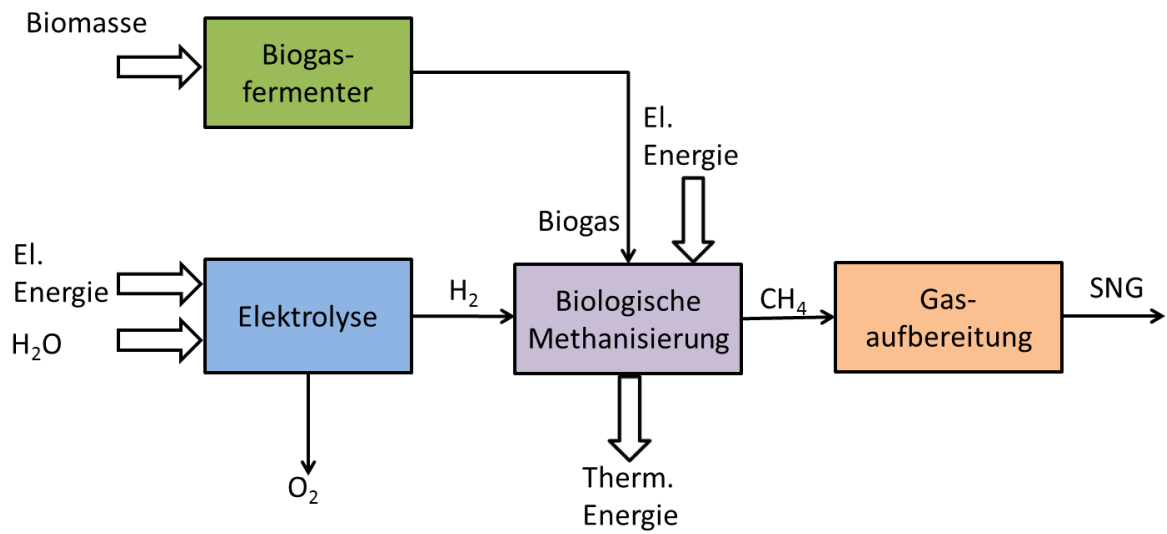 Biomasse
Biogas-
fermenter
El.
Energie
Biogas
El.
Energie
H₂O
Elektrolyse
H₂
Biologische
Methanisierung
CH₄
Gas-
aufbereitung
SNG
O₂
Therm.
Energie